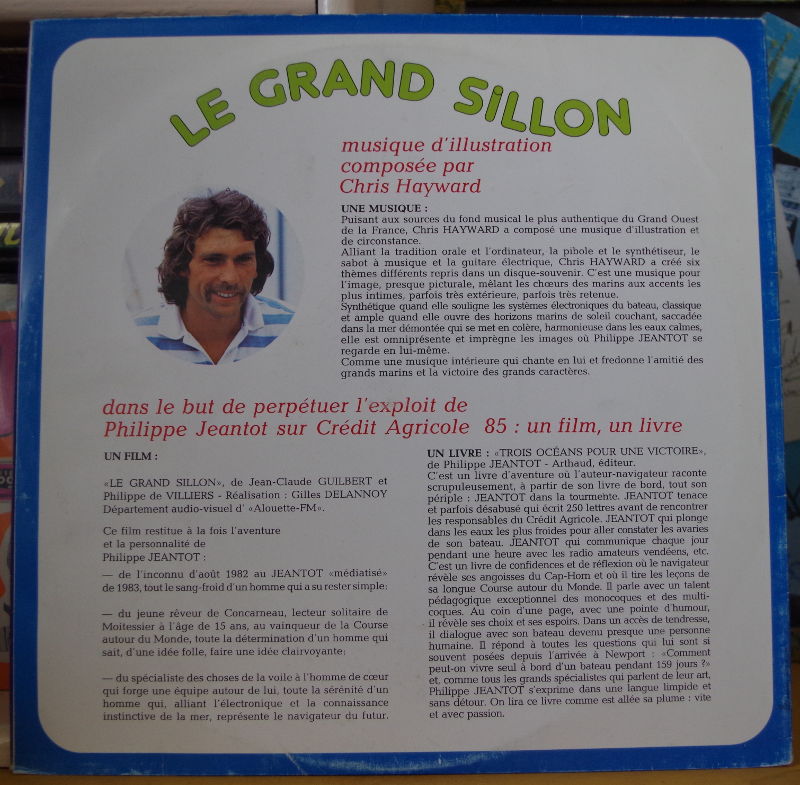 LE GRAND SiLLON
musique d'illustration
composée par
Chris Hayward
UNE MUSIQUE :
Puisant aux sources du fond musical le plus authentique du Grand Ouest
de la France, Chris HAYWARD a composé une musique d'illustration et
de circonstance.
Alliant la tradition orale et l'ordinateur, la pibole et le synthétiseur, le
sabot à musique et la guitare électrique, Chris HAYWARD a créé six
thèmes différents repris dans un disque-souvenir. C'est une musique pour
l'image, presque picturale, mêlant les chœurs des marins aux accents les
plus intimes, parfois très extérieure, parfois très retenue.
Synthétique quand elle souligne les systèmes électroniques du bateau, classique
et ample quand elle ouvre des horizons marins de soleil couchant, saccadée
dans la mer démontée qui se met en colère, harmonieuse dans les eaux calmes,
elle est omniprésente et imprègne les images où Philippe JEANTOT se
regarde en lui-même.
Comme une musique intérieure qui chante en lui et fredonne l'amitié des
grands marins et la victoire des grands caractères.
dans le but de perpétuer l'exploit de
Philippe Jeantot sur Crédit Agricole 85 : un film, un livre
UN FILM :
«LE GRAND SILLON», de Jean-Claude GUILBERT et
Philippe de VILLIERS - Réalisation : Gilles DELANNOY
Département audio-visuel d' «Alouette-FM».
Ce film restitue à la fois l'aventure
et la personnalité de
Philippe JEANTOT :
— de l'inconnu d'août 1982 au JEANTOT «médiatisé»
de 1983, tout le sang-froid d'un homme qui a su rester simple;
— du jeune rêveur de Concarneau, lecteur solitaire de
Moitessier à l'âge de 15 ans, au vainqueur de la Course
autour du Monde, toute la détermination d'un homme qui
sait, d'une idée folle, faire une idée clairvoyante;
— du spécialiste des choses de la voile à l'homme de cœur
qui forge une équipe autour de lui, toute la sérénité d'un
homme qui, alliant l'électronique et la connaissance
instinctive de la mer, représente le navigateur du futur.
UN LIVRE : «TROIS OCÉANS POUR UNE VICTOIRE»,
de Philippe JEANTOT - Arthaud, éditeur.
C'est un livre d'aventure où l'auteur-navigateur raconte
scrupuleusement, à partir de son livre de bord, tout son
périple : JEANTOT dans la tourmente. JEANTOT tenace
et parfois désabusé qui écrit 250 lettres avant de rencontrer
les responsables du Crédit Agricole. JEANTOT qui plonge
dans les eaux les plus froides pour aller constater les avaries
de son bateau. JEANTOT qui communique chaque jour
pendant une heure avec les radio amateurs vendéens, etc.
C'est un livre de confidences et de réflexion où le navigateur
révèle ses angoisses du Cap-Horn et où il tire les leçons de
sa longue Course autour du Monde. Il parle avec un talent
pédagogique exceptionnel des monocoques et des multi-
coques. Au coin d'une page, avec une pointe d'humour,
il révèle ses choix et ses espoirs. Dans un accès de tendresse,
il dialogue avec son bateau devenu presque une personne
humaine. Il répond à toutes les questions qui lui sont si
souvent posées depuis l'arrivée à Newport : «Comment
peut-on vivre seul à bord d'un bateau pendant 159 jours ?»
et, comme tous les grands spécialistes qui parlent de leur art,
Philippe JEANTOT s'exprime dans une langue limpide et
sans détour. On lira ce livre comme est allée sa plume : vite
et avec passion.